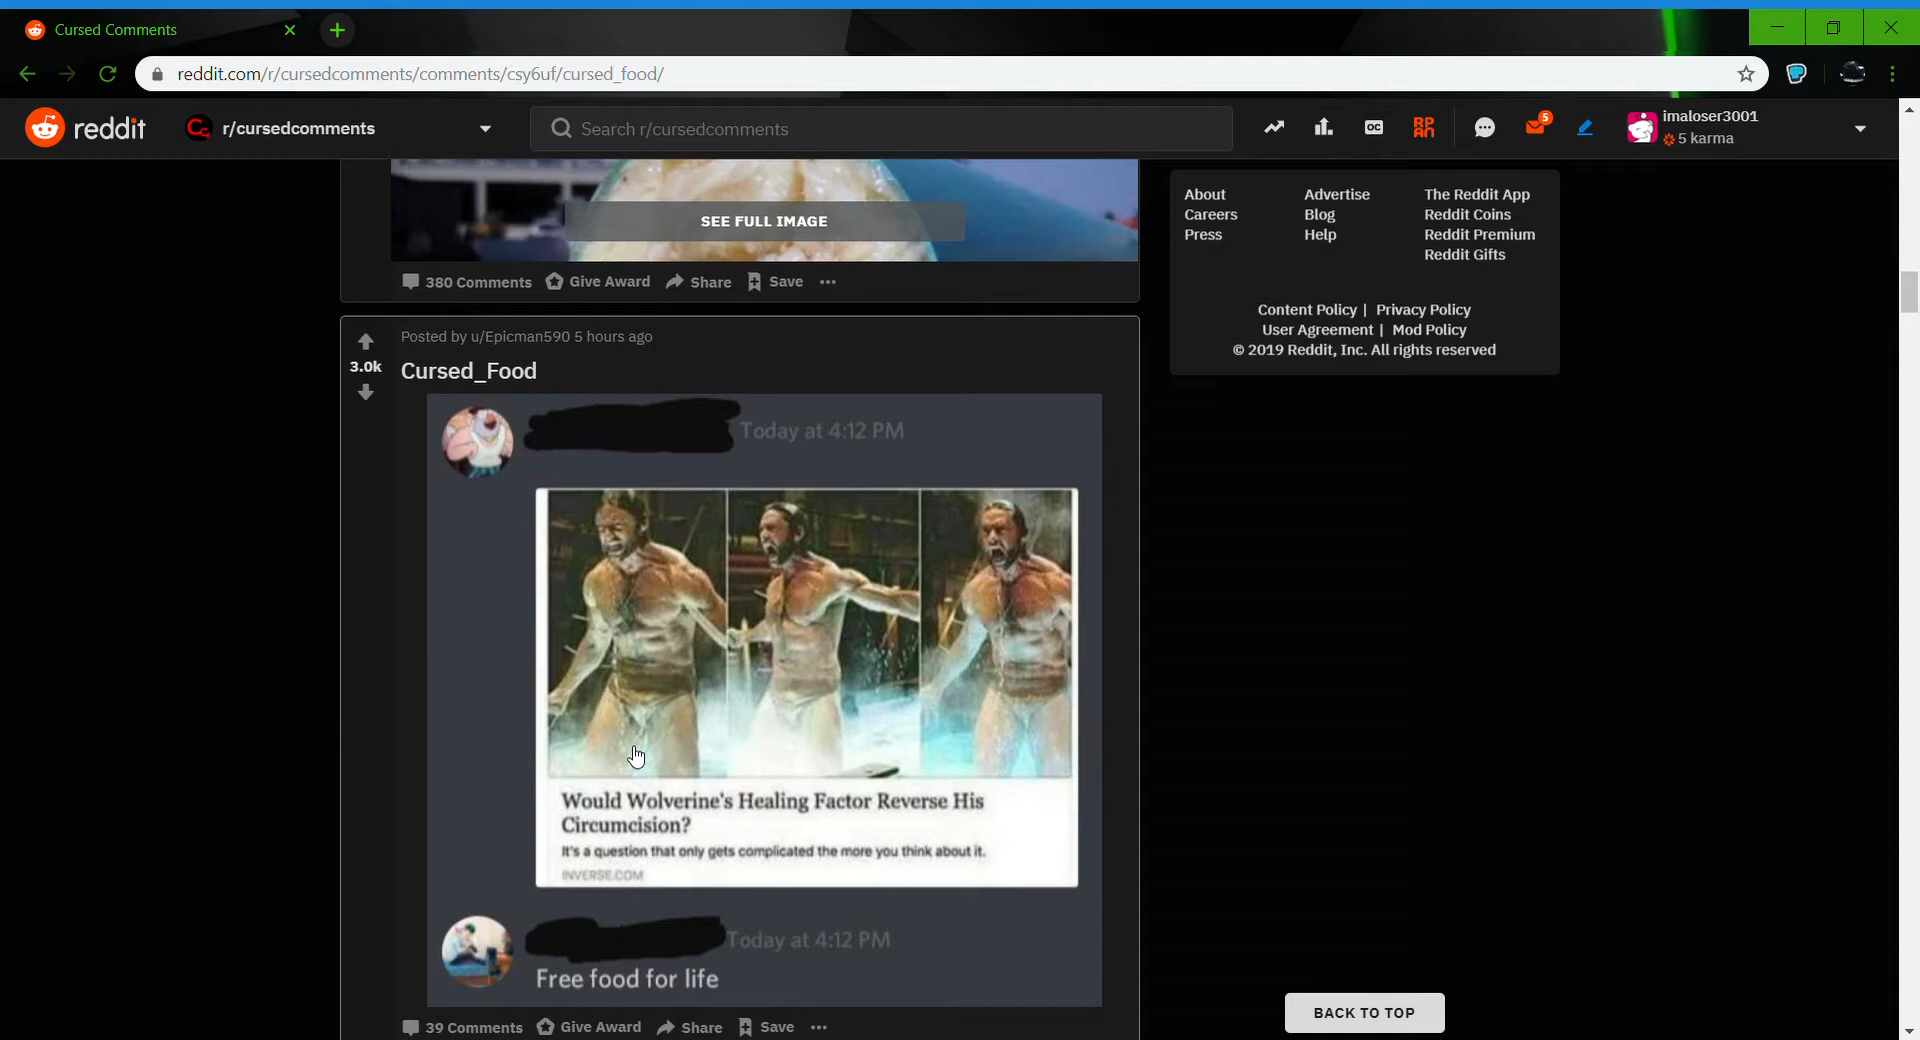 Cursed Comments
reddit.com/r/cursedcomments/comments/csy6uf/cursed_food/
reddit
r/cursedcomments
Search r/cursedcomments
OC
RPAN
5
imaloser3001
5 karma
SEE FULL IMAGE
380 Comments Give Award Share Save
About Advertise The Reddit App
Careers Blog Reddit Coins
Press Help Reddit Premium
Reddit Gifts
Content Policy | Privacy Policy
User Agreement | Mod Policy
© 2019 Reddit, Inc. All rights reserved
Posted by u/Epicman590 5 hours ago
3.0k
Cursed_Food
Today at 4:12 PM
Would Wolverine's Healing Factor Reverse His
Circumcision?
It's a question that only gets complicated the more you think about it.
INVERSE.COM
Today at 4:12 PM
Free food for life
39 Comments Give Award Share Save
BACK TO TOP